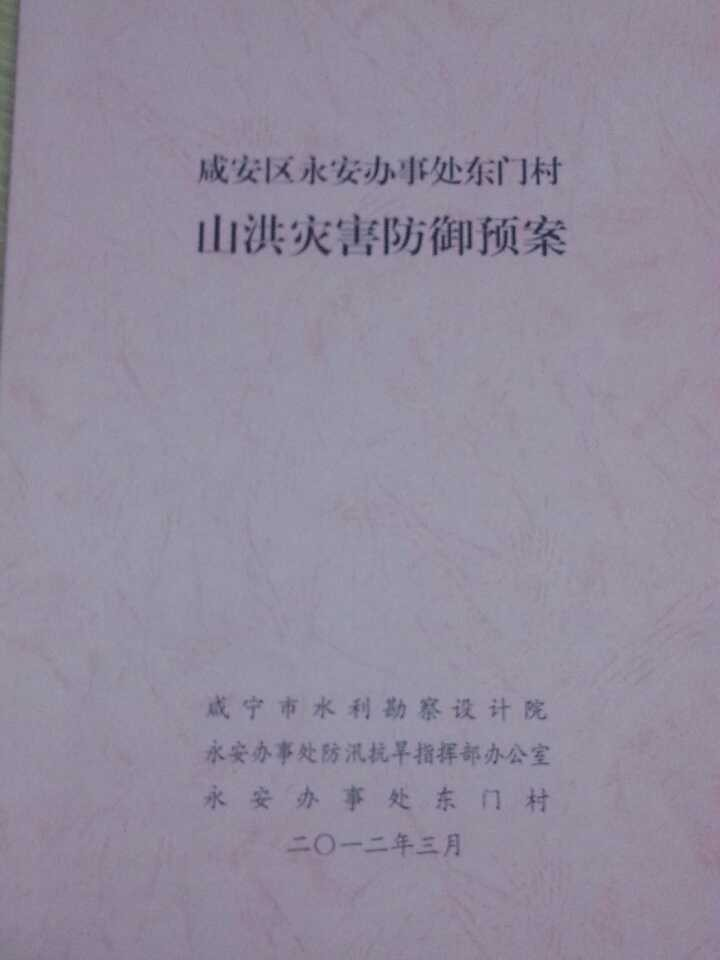 咸安区永安办事处东门村
山洪灾害防御预案
咸宁市水利勘察设计院
永安办事处防汛抗旱指挥部办公室
永安办事处东门村
二〇一二年三月